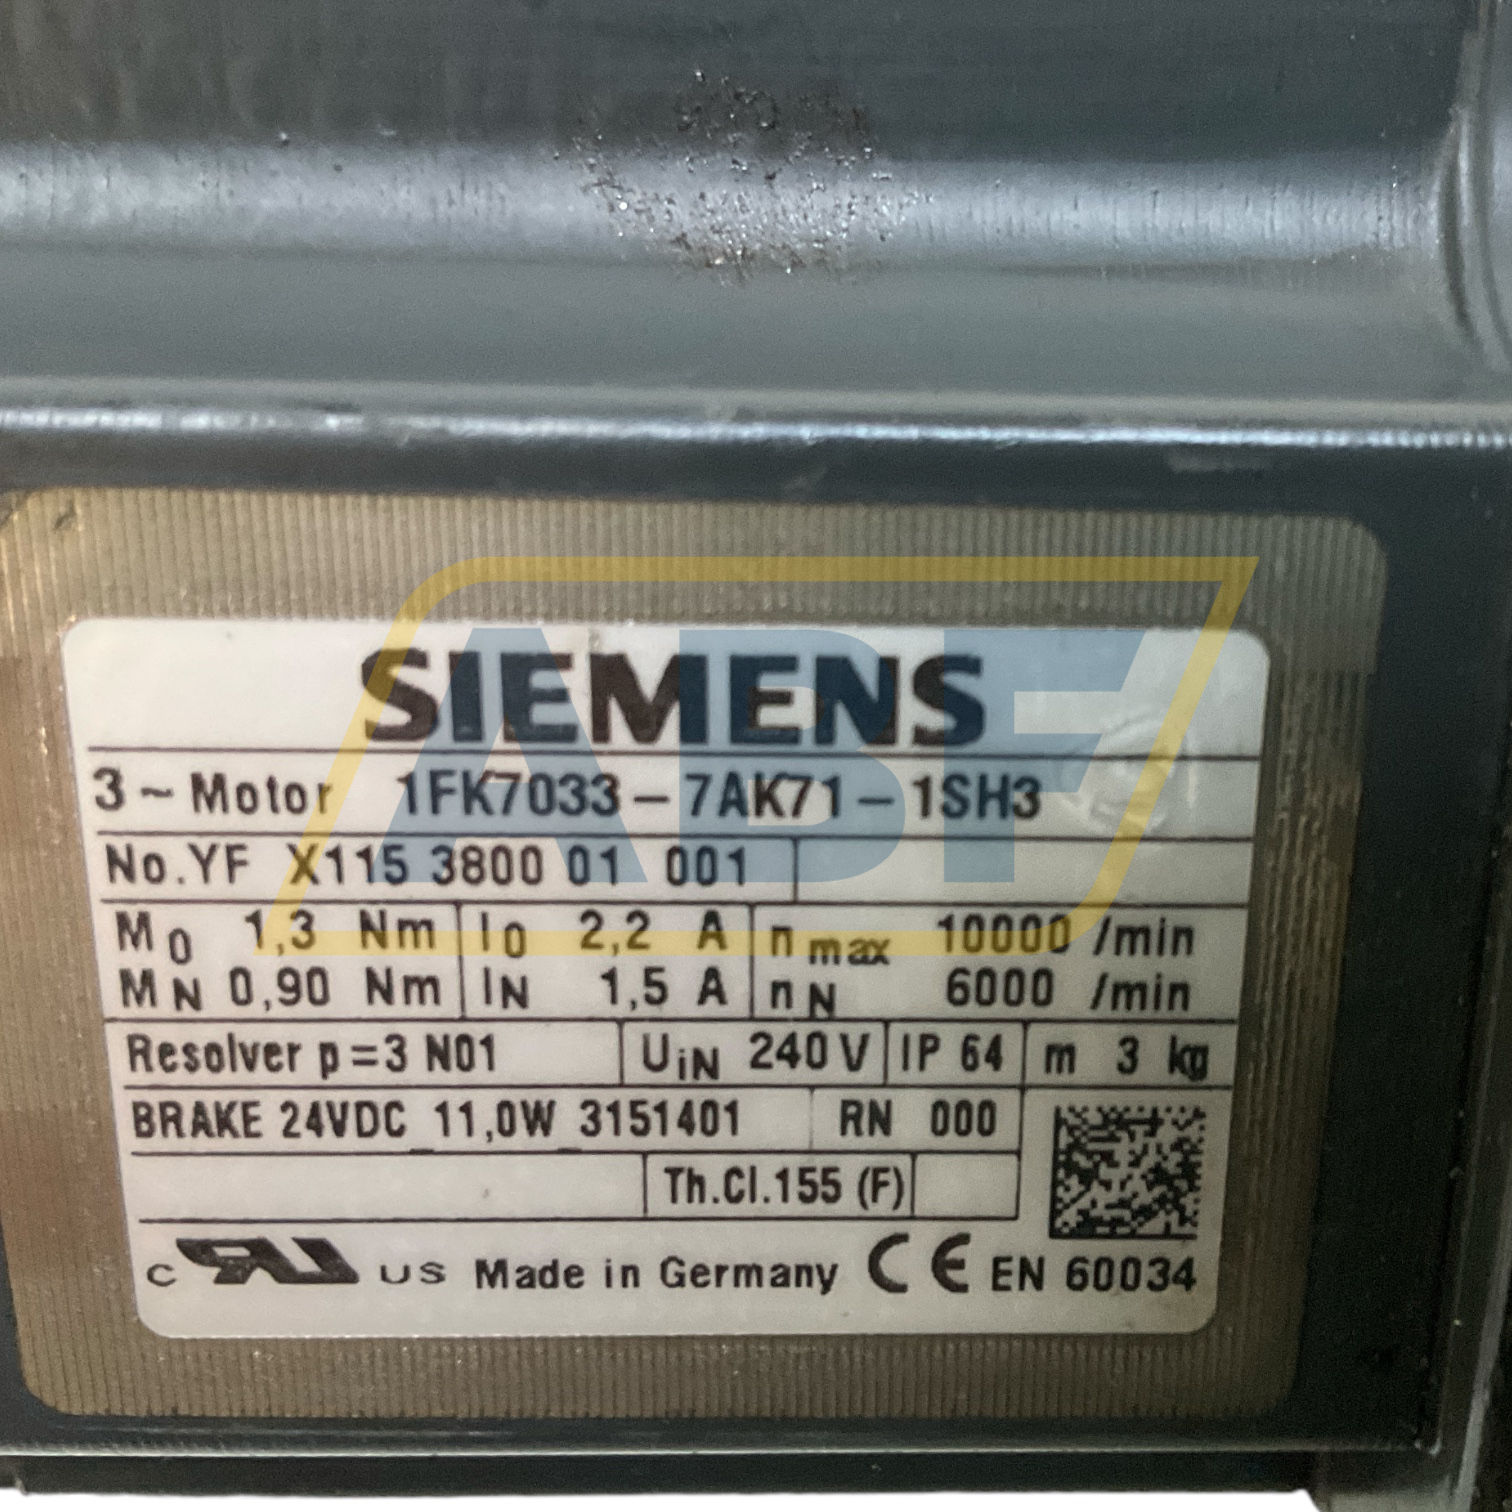 SIEMENS
ABF
3 ~ Motor 1FK7033-7AK71-1SH3
No.YF X115 3800 01 001
M0 1,3 Nm I0 2,2 A n max 10000 /min
MN 0,90 Nm IN 1,5 A nN 6000 /min
Resolver p=3 N01 UiN 240 V IP 64 m 3 kg
BRAKE 24VDC 11,0W 3151401 RN 000
Th.Cl.155 (F)
c RU US Made in Germany CE EN 60034